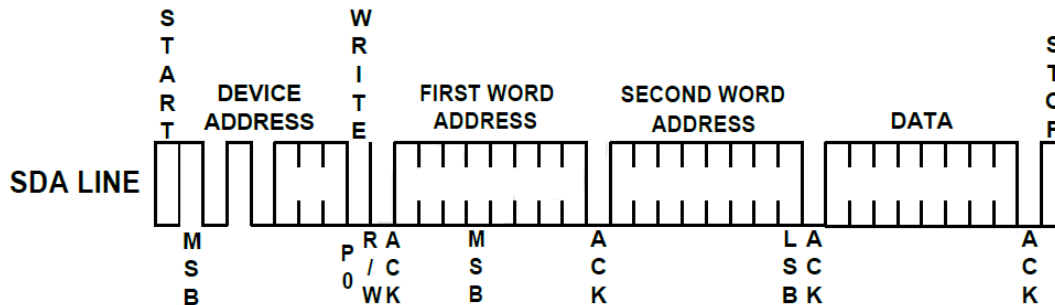 START
WRITE
STOP
DEVICE
ADDRESS
FIRST WORD
ADDRESS
SECOND WORD
ADDRESS
DATA
SDA LINE
MSB
P0
R/W
ACK
MSB
ACK
LSB
ACK
ACK